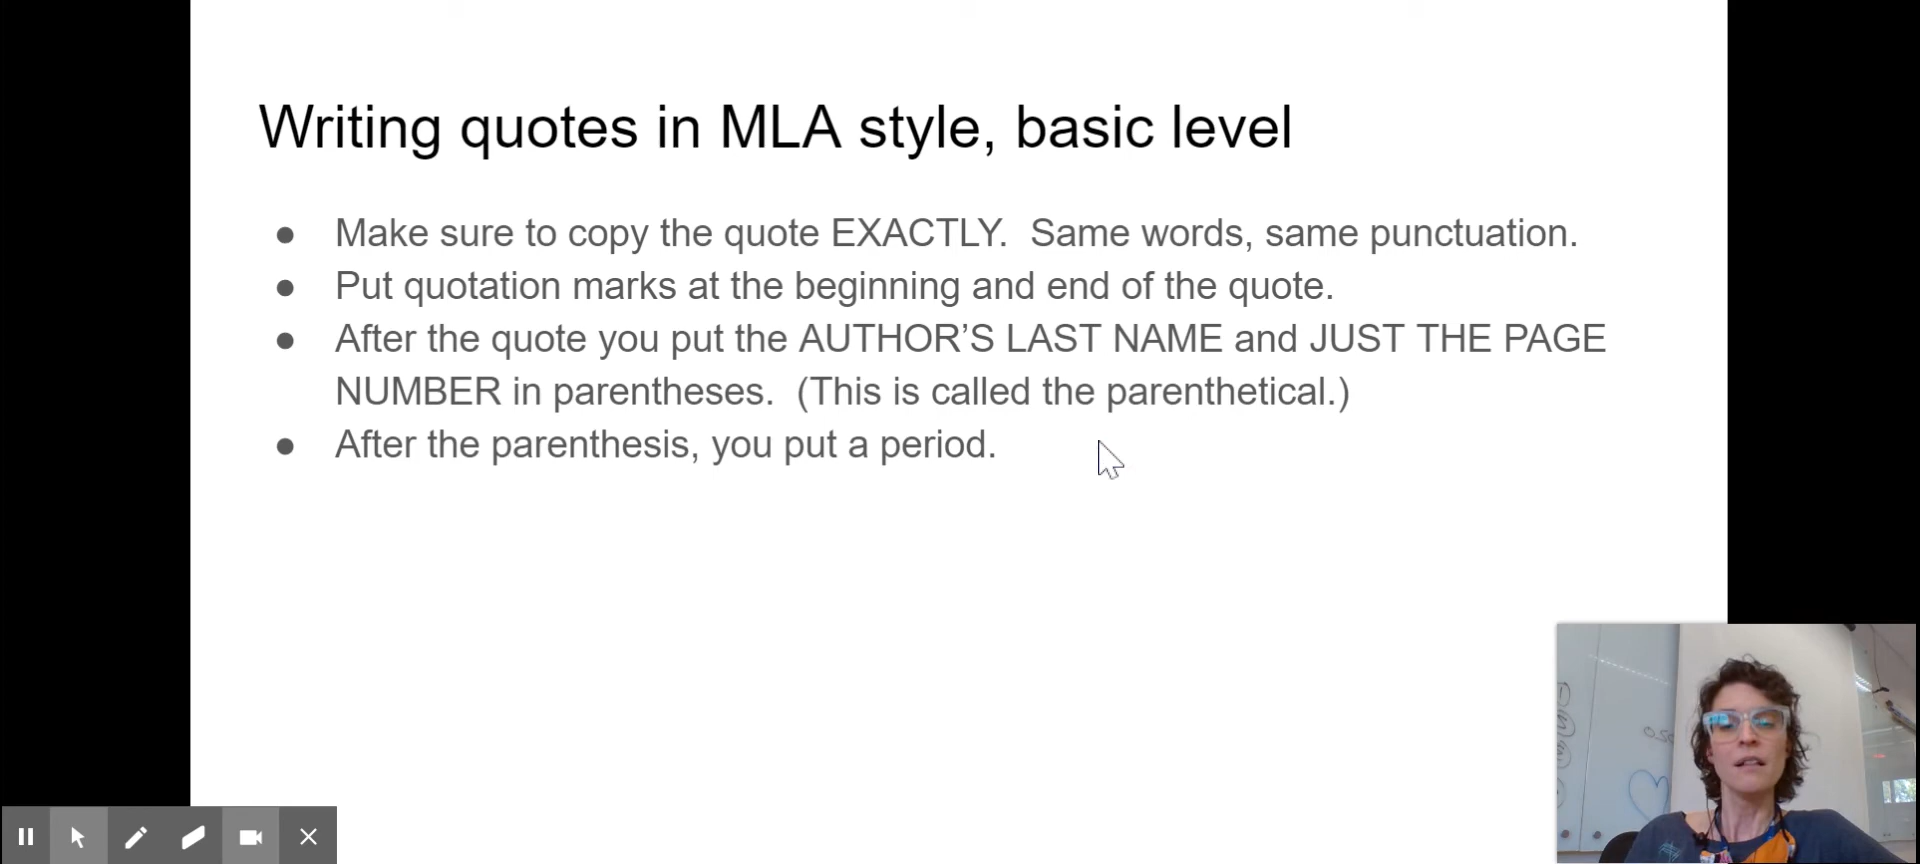 Writing quotes in MLA style, basic level
● Make sure to copy the quote EXACTLY.  Same words, same punctuation.
● Put quotation marks at the beginning and end of the quote.
● After the quote you put the AUTHOR’S LAST NAME and JUST THE PAGE
NUMBER in parentheses.  (This is called the parenthetical.)
● After the parenthesis, you put a period.